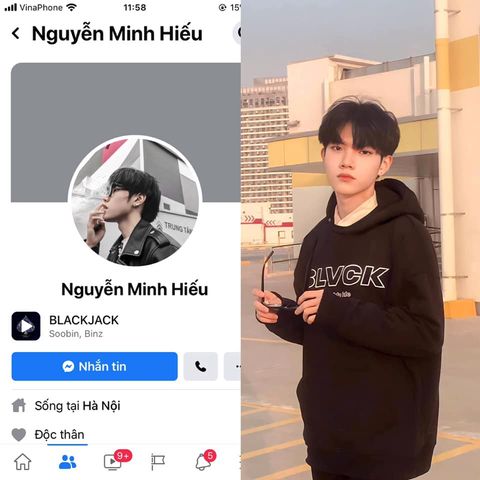 VinaPhone
11:58
15%
Nguyễn Minh Hiếu
TRUNG TÂM
Nguyễn Minh Hiếu
BLACKJACK
Soobin, Binz
Nhắn tin
Sống tại Hà Nội
Độc thân
9+
5
BLVCK